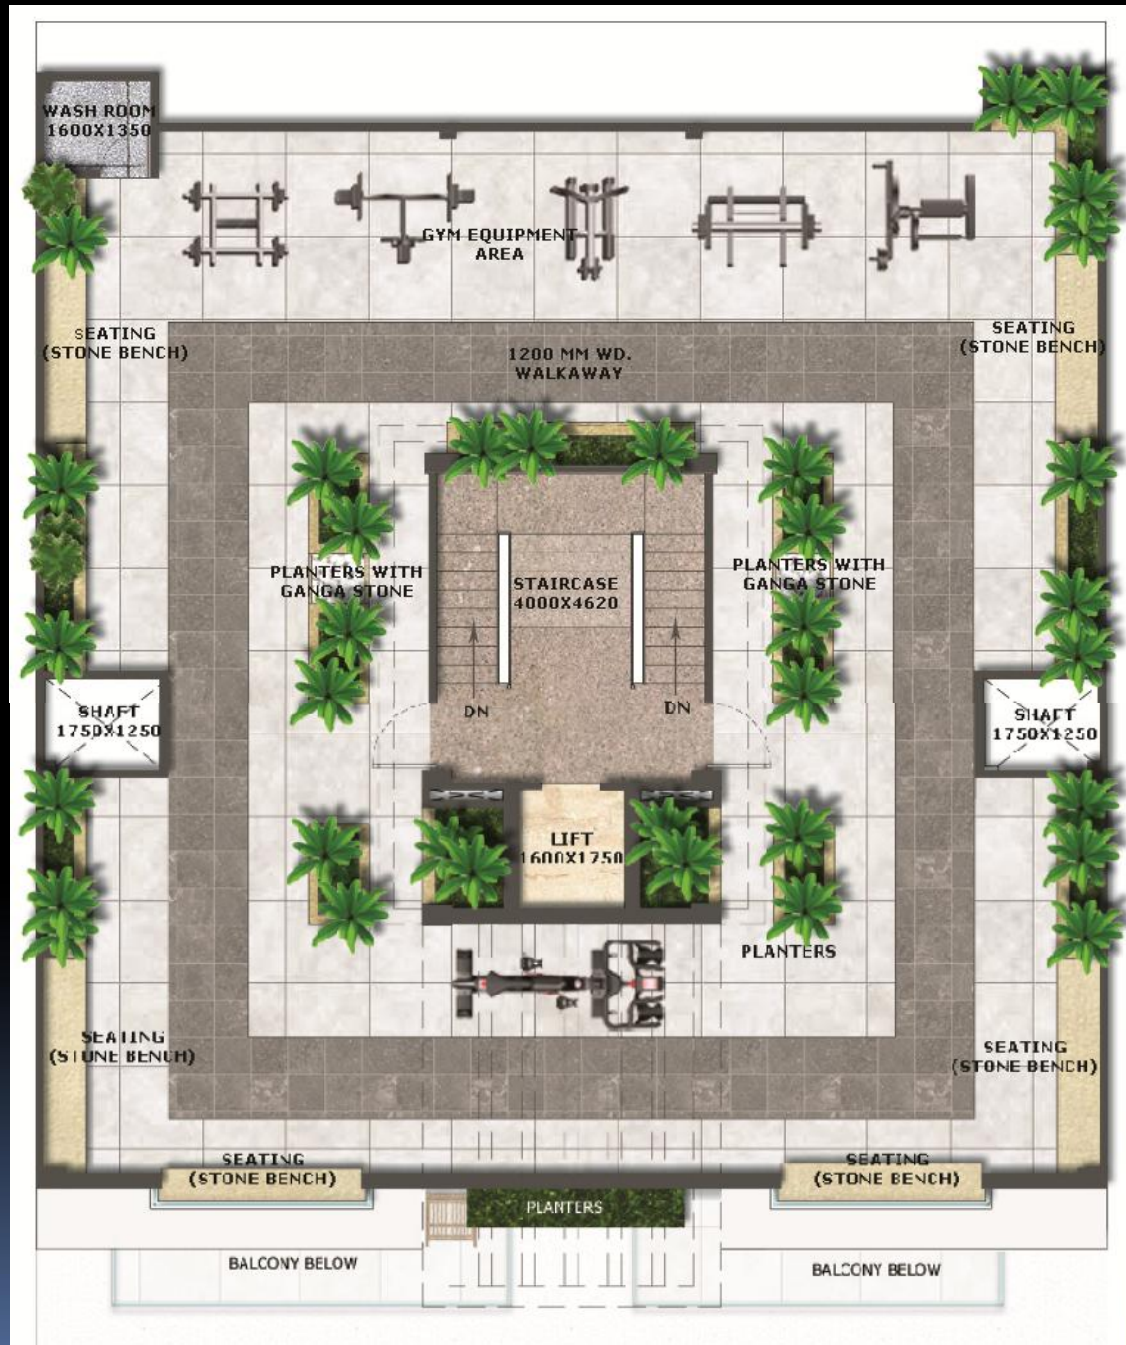 WASH ROOM
1600X1350
GYM EQUIPMENT
AREA
SEATING
(STONE BENCH)
SEATING
(STONE BENCH)
1200 MM WD.
WALKAWAY
PLANTERS WITH
GANGA STONE
STAIRCASE
4000X4620
PLANTERS WITH
GANGA STONE
DN
DN
SHAFT
1750X1250
SHAFT
1750X1250
LIFT
1600X1750
PLANTERS
SEATING
(STONE BENCH)
SEATING
(STONE BENCH)
SEATING
(STONE BENCH)
SEATING
(STONE BENCH)
PLANTERS
BALCONY BELOW
BALCONY BELOW